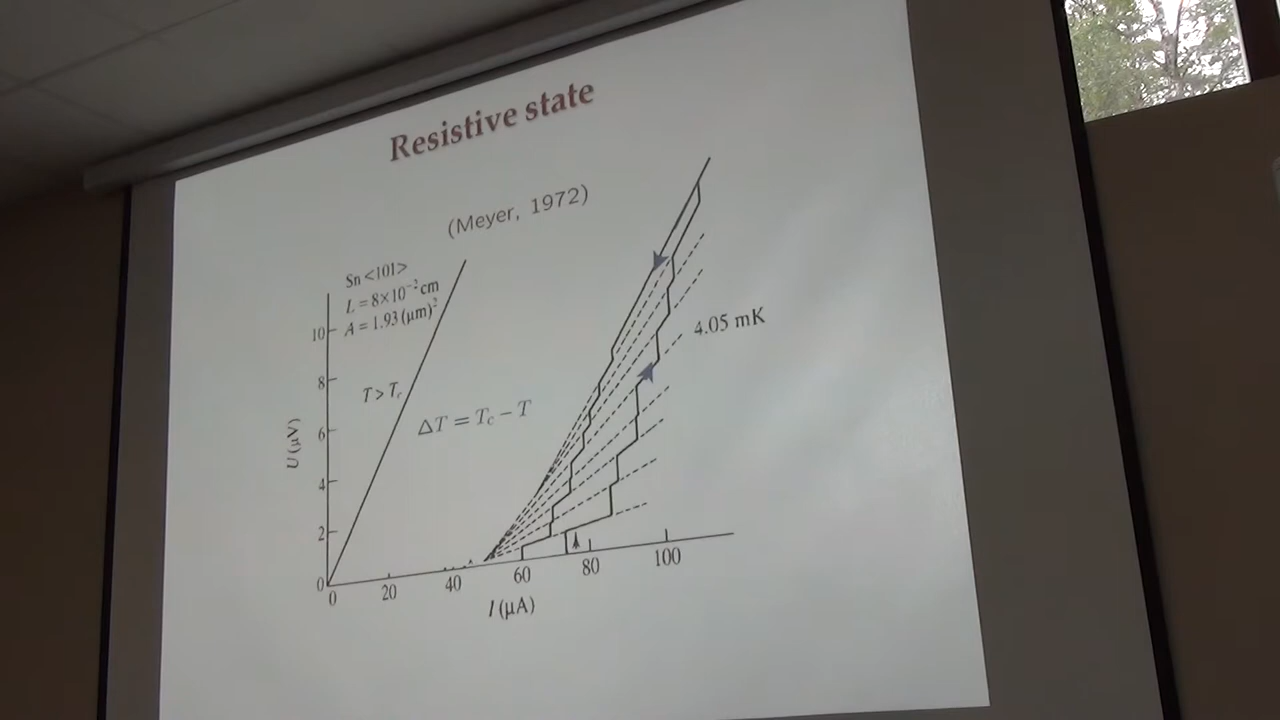 Resistive state
(Meyer, 1972)
Sn <101>
L = 8×10⁻² cm
A = 1.93 (μm)²
10
8
6
4
2
0
U (μV)
T > Tc
ΔT = Tc − T
4.05 mK
0
20
40
60
80
100
I (μA)